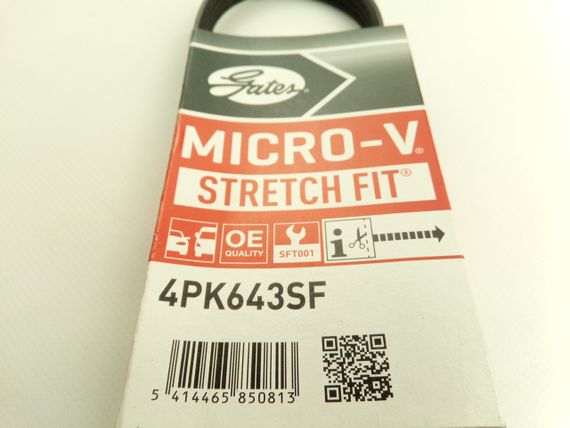 Gates®
MICRO-V®
STRETCH FIT®
OE
QUALITY
SFT001
i
4PK643SF
5 414465 850813